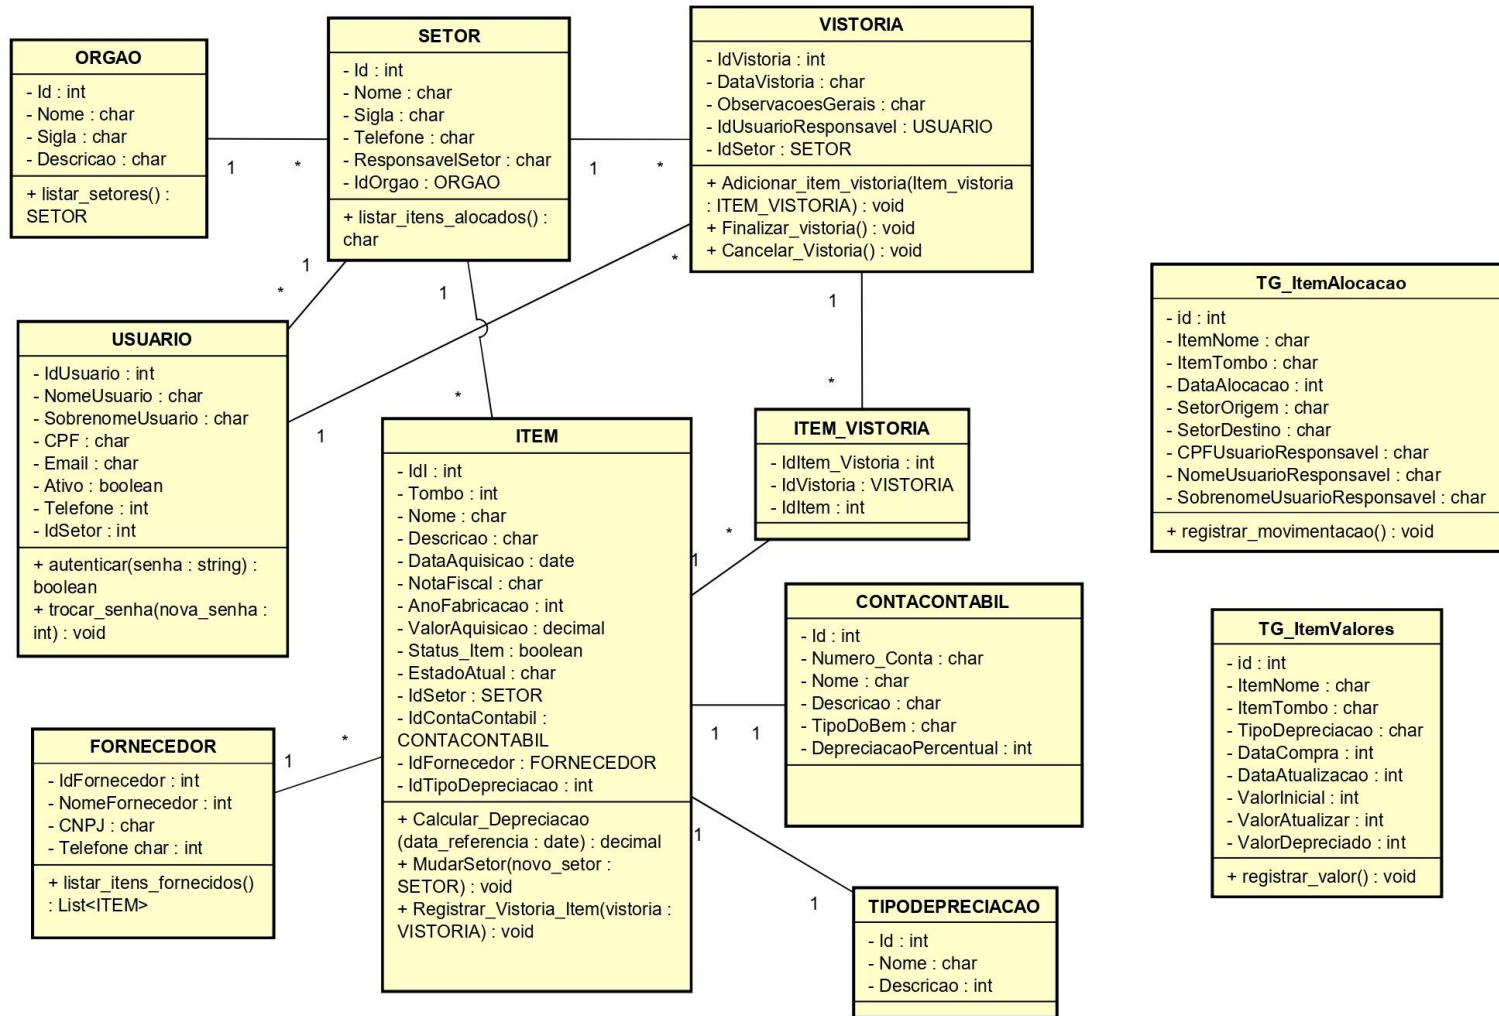 ORGAO
- Id : int
- Nome : char
- Sigla : char
- Descricao : char
+ listar_setores() :
SETOR
1
*
SETOR
- Id : int
- Nome : char
- Sigla : char
- Telefone : char
- ResponsavelSetor : char
- IdOrgao : ORGAO
+ listar_itens_alocados() :
char
1
*
VISTORIA
- IdVistoria : int
- DataVistoria : char
- ObservacoesGerais : char
- IdUsuarioResponsavel : USUARIO
- IdSetor : SETOR
+ Adicionar_item_vistoria(Item_vistoria
: ITEM_VISTORIA) : void
+ Finalizar_vistoria() : void
+ Cancelar_Vistoria() : void
1
*
1
*
*
1
1
*
USUARIO
- IdUsuario : int
- NomeUsuario : char
- SobrenomeUsuario : char
- CPF : char
- Email : char
- Ativo : boolean
- Telefone : int
- IdSetor : int
+ autenticar(senha : string) :
boolean
+ trocar_senha(nova_senha :
int) : void
ITEM
- IdI : int
- Tombo : int
- Nome : char
- Descricao : char
- DataAquisicao : date
- NotaFiscal : char
- AnoFabricacao : int
- ValorAquisicao : decimal
- Status_Item : boolean
- EstadoAtual : char
- IdSetor : SETOR
- IdContaContabil :
CONTACONTABIL
- IdFornecedor : FORNECEDOR
- IdTipoDepreciacao : int
+ Calcular_Depreciacao
(data_referencia : date) : decimal
+ MudarSetor(novo_setor :
SETOR) : void
+ Registrar_Vistoria_Item(vistoria :
VISTORIA) : void
ITEM_VISTORIA
- IdItem_Vistoria : int
- IdVistoria : VISTORIA
- IdItem : int
*
1
CONTACONTABIL
- Id : int
- Numero_Conta : char
- Nome : char
- Descricao : char
- TipoDoBem : char
- DepreciacaoPercentual : int
1
1
FORNECEDOR
- IdFornecedor : int
- NomeFornecedor : int
- CNPJ : char
- Telefone char : int
+ listar_itens_fornecidos()
: List<ITEM>
1
*
1
1
TIPODEPRECIACAO
- Id : int
- Nome : char
- Descricao : int
TG_ItemAlocacao
- id : int
- ItemNome : char
- ItemTombo : char
- DataAlocacao : int
- SetorOrigem : char
- SetorDestino : char
- CPFUsuarioResponsavel : char
- NomeUsuarioResponsavel : char
- SobrenomeUsuarioResponsavel : char
+ registrar_movimentacao() : void
TG_ItemValores
- id : int
- ItemNome : char
- ItemTombo : char
- TipoDepreciacao : char
- DataCompra : int
- DataAtualizacao : int
- ValorInicial : int
- ValorAtualizar : int
- ValorDepreciado : int
+ registrar_valor() : void